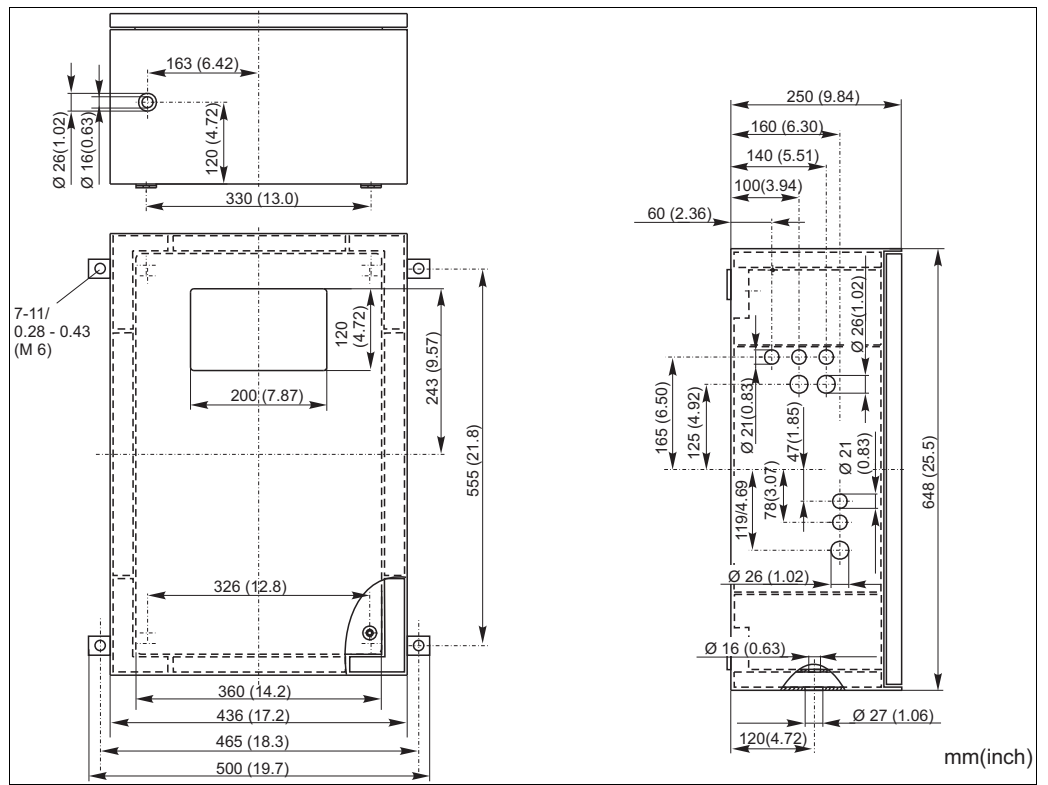 163 (6.42)
Ø 26(1.02)
Ø 16(0.63)
120 (4.72)
330 (13.0)
7-11/
0.28 - 0.43
(M 6)
120
(4.72)
200 (7.87)
243 (9.57)
555 (21.8)
326 (12.8)
360 (14.2)
436 (17.2)
465 (18.3)
500 (19.7)
250 (9.84)
160 (6.30)
140 (5.51)
100(3.94)
60 (2.36)
Ø 26(1.02)
165 (6.50)
125 (4.92)
Ø 21(0.83)
47(1.85)
Ø 21
(0.83)
119/4.69
78(3.07)
648 (25.5)
Ø 26 (1.02)
Ø 16 (0.63)
Ø 27 (1.06)
120(4.72)
mm(inch)